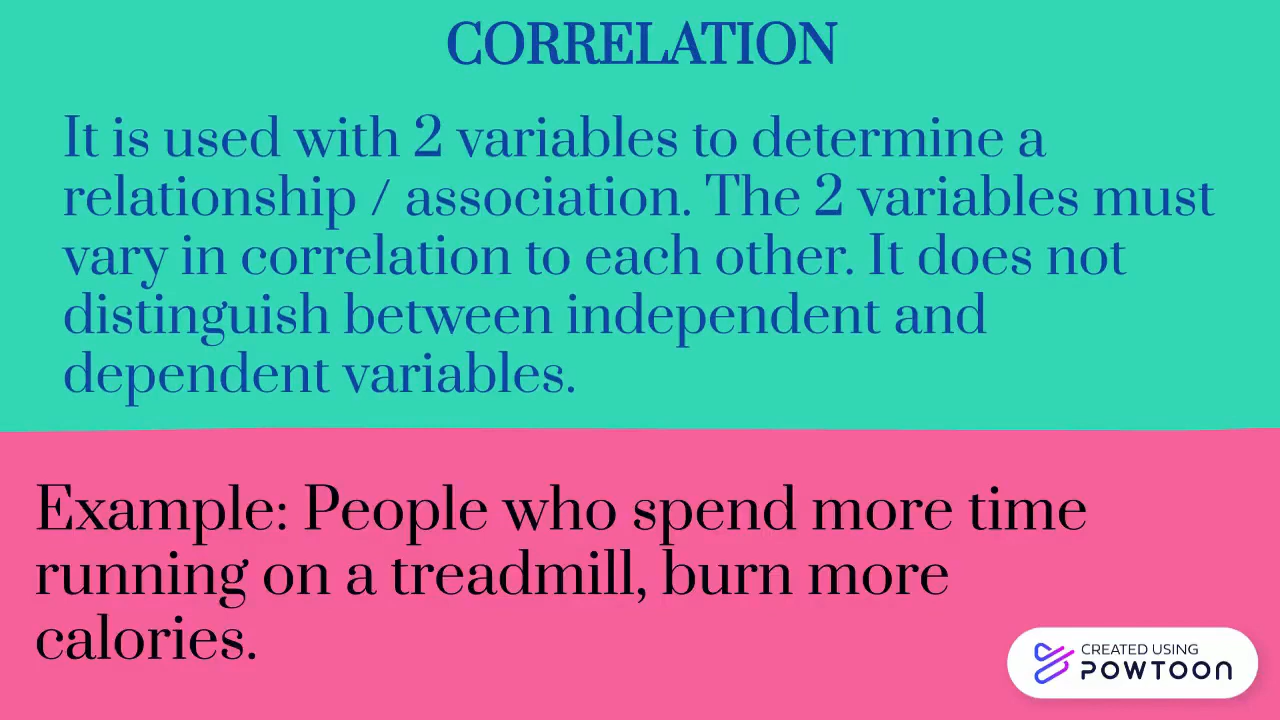 CORRELATION
It is used with 2 variables to determine a
relationship / association. The 2 variables must
vary in correlation to each other. It does not
distinguish between independent and
dependent variables.
Example: People who spend more time
running on a treadmill, burn more
calories.
CREATED USING
POWTOON